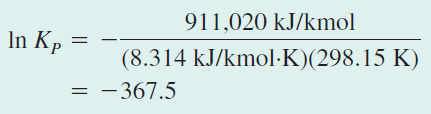 ln K_P = − 911,020 kJ/kmol / (8.314 kJ/kmol·K)(298.15 K)
= −367.5